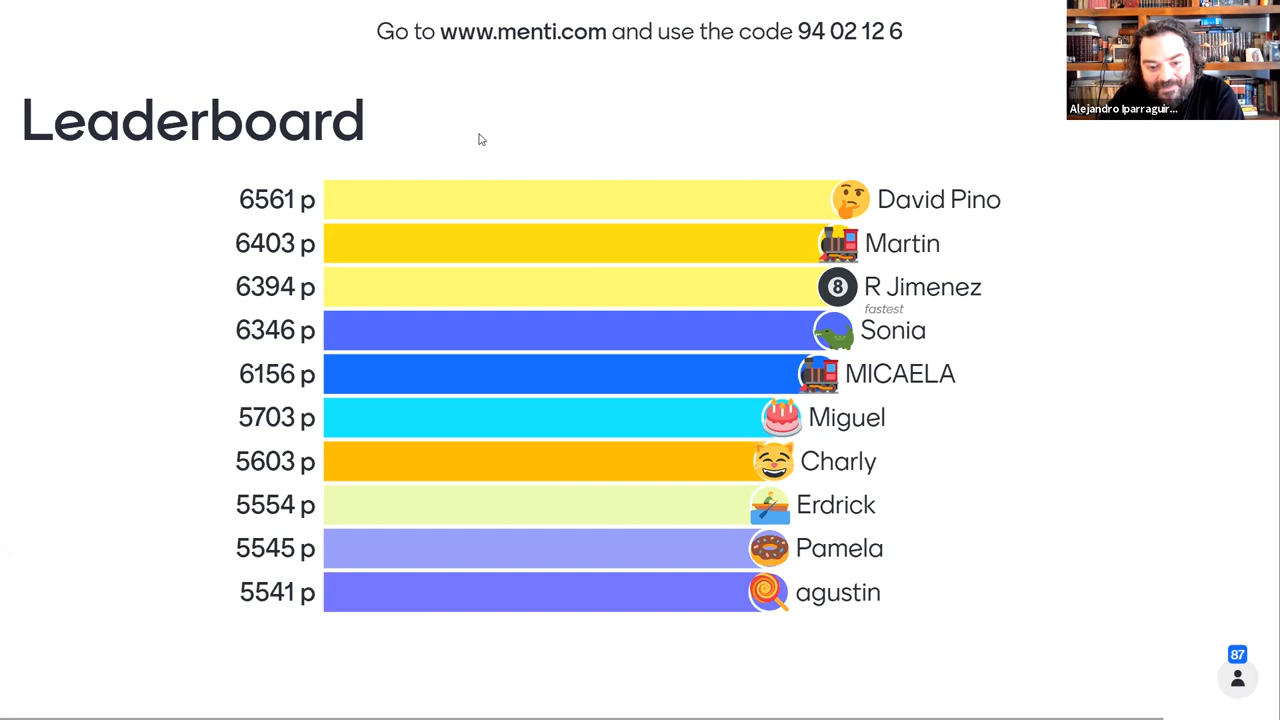 Go to www.menti.com and use the code 94 02 12 6
Alejandro Iparraguir...
Leaderboard
6561 p David Pino
6403 p Martin
6394 p 8 R Jimenez
fastest
6346 p Sonia
6156 p MICAELA
5703 p Miguel
5603 p Charly
5554 p Erdrick
5545 p Pamela
5541 p agustin
87